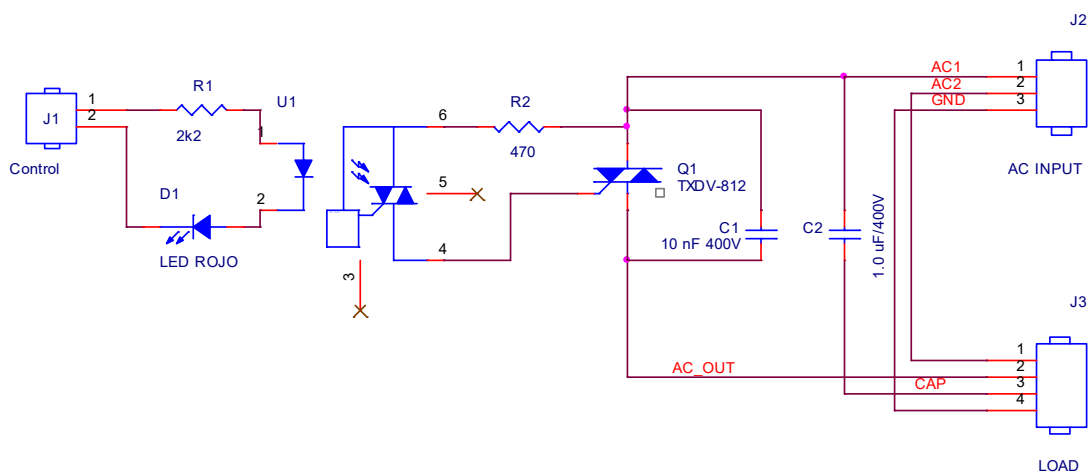 J2
AC1
1
AC2
2
GND
3
AC INPUT
R1
U1
J1
1
2
2k2
1
Control
D1
2
LED ROJO
6
R2
470
5
4
3
Q1
TXDV-812
C1
10 nF 400V
C2
1.0 uF/400V
J3
1
AC_OUT
2
CAP
3
4
LOAD